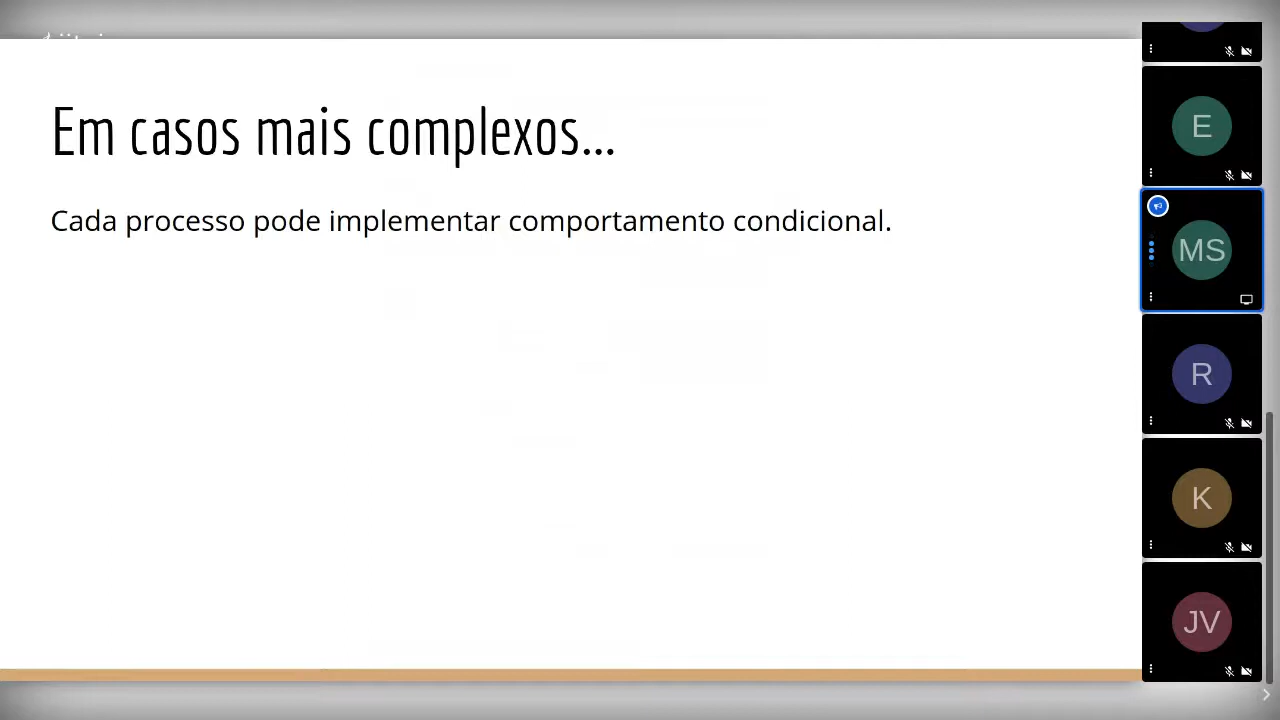 Em casos mais complexos...
Cada processo pode implementar comportamento condicional.
E
MS
R
K
JV